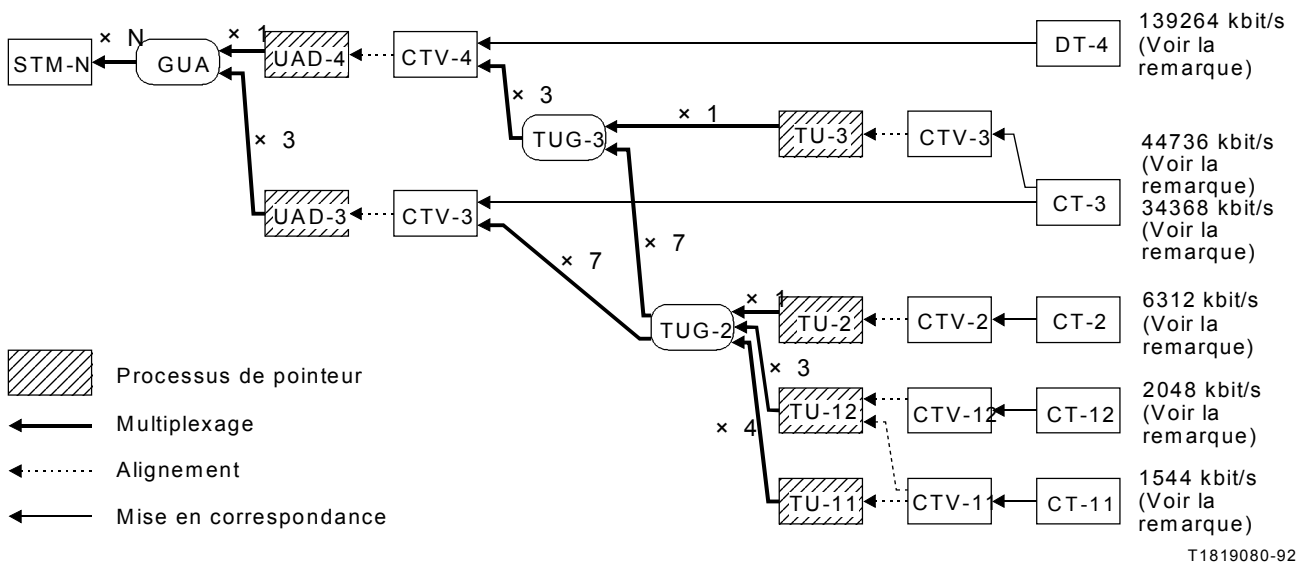 139264 kbit/s
(Voir la
remarque)
× N
× 1
STM-N
GUA
UAD-4
CTV-4
DT-4
× 3
× 1
TUG-3
TU-3
CTV-3
44736 kbit/s
(Voir la
remarque)
× 3
UAD-3
CTV-3
CT-3
34368 kbit/s
(Voir la
remarque)
× 7
× 7
× 1
TUG-2
TU-2
CTV-2
CT-2
6312 kbit/s
(Voir la
remarque)
× 3
TU-12
CTV-12
CT-12
2048 kbit/s
(Voir la
remarque)
× 4
TU-11
CTV-11
CT-11
1544 kbit/s
(Voir la
remarque)
Processus de pointeur
Multiplexage
Alignement
Mise en correspondance
T1819080-92